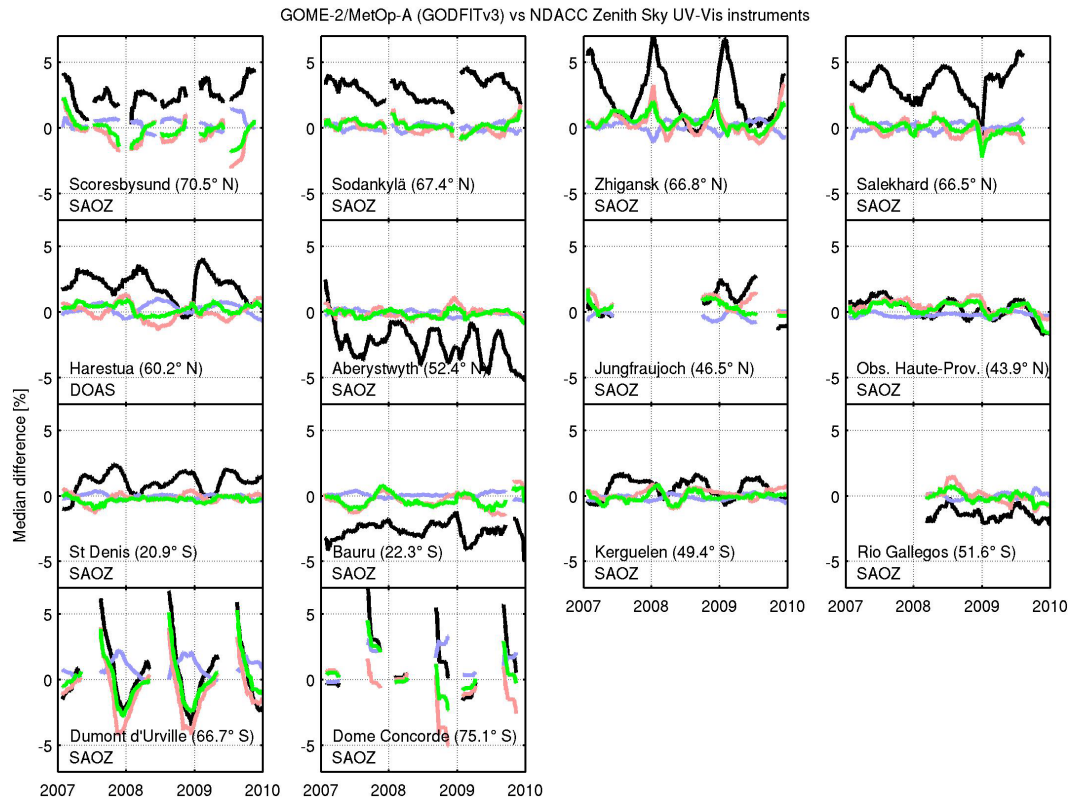 GOME-2/MetOp-A (GODFITv3) vs NDACC Zenith Sky UV-Vis instruments
Median difference [%]
5
0
-5
Scoresbysund (70.5° N)
SAOZ
Sodankylä (67.4° N)
SAOZ
Zhigansk (66.8° N)
SAOZ
Salekhard (66.5° N)
SAOZ
5
0
-5
5
0
-5
5
0
-5
5
0
-5
Harestua (60.2° N)
DOAS
Aberystwyth (52.4° N)
SAOZ
Jungfraujoch (46.5° N)
SAOZ
Obs. Haute-Prov. (43.9° N)
SAOZ
5
0
-5
5
0
-5
5
0
-5
5
0
-5
St Denis (20.9° S)
SAOZ
Bauru (22.3° S)
SAOZ
Kerguelen (49.4° S)
SAOZ
Rio Gallegos (51.6° S)
SAOZ
5
0
-5
5
0
-5
5
0
-5
2007 2008 2009 2010
2007 2008 2009 2010
5
0
-5
Dumont d'Urville (66.7° S)
SAOZ
Dome Concorde (75.1° S)
SAOZ
5
0
-5
2007 2008 2009 2010
2007 2008 2009 2010